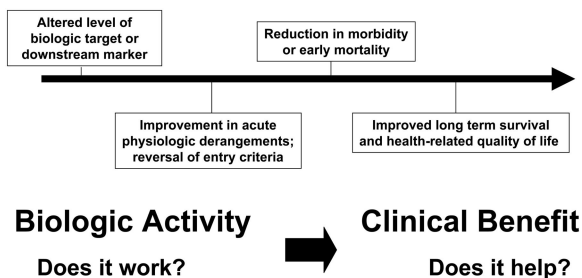 Altered level of
biologic target or
downstream marker
Reduction in morbidity
or early mortality
Improvement in acute
physiologic derangements;
reversal of entry criteria
Improved long term survival
and health-related quality of life
Biologic Activity
Clinical Benefit
Does it work?
Does it help?